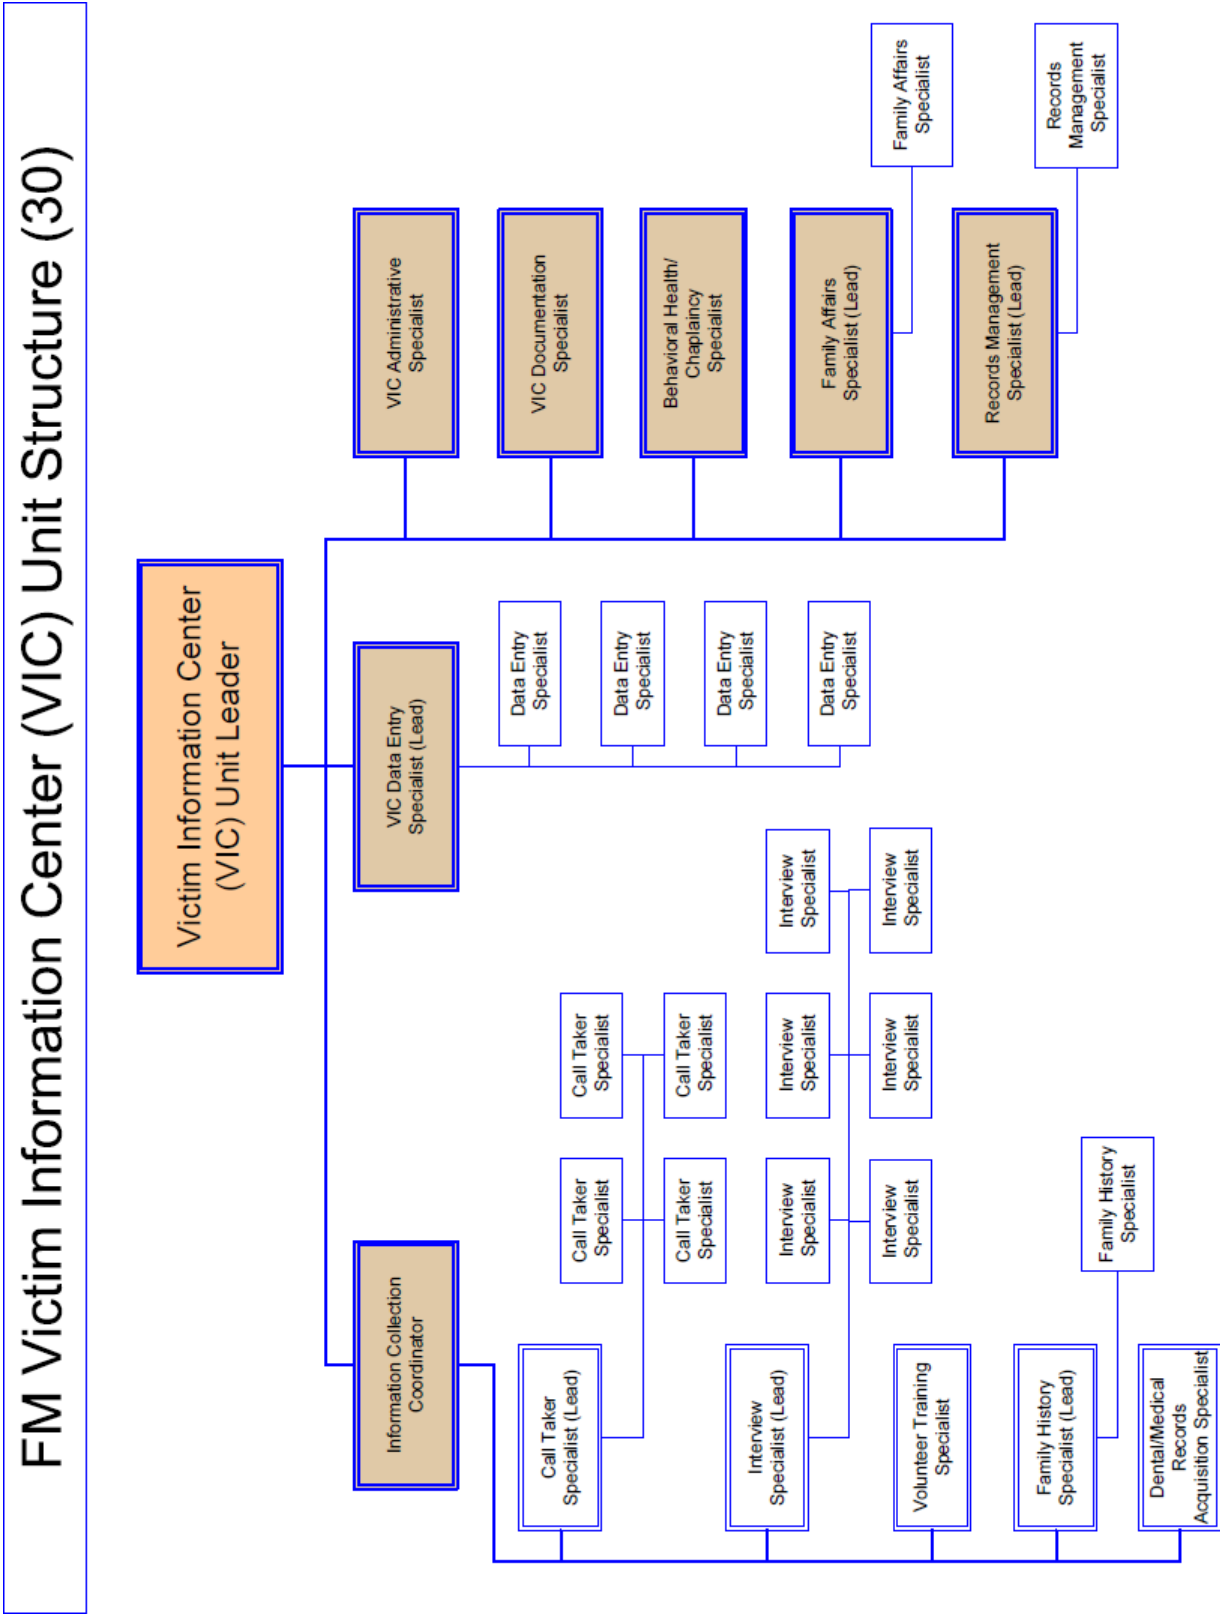 FM Victim Information Center (VIC) Unit Structure (30)
Victim Information Center
(VIC) Unit Leader
Information Collection
Coordinator
VIC Data Entry
Specialist (Lead)
VIC Administrative
Specialist
VIC Documentation
Specialist
Behavioral Health/
Chaplaincy
Specialist
Family Affairs
Specialist (Lead)
Family Affairs
Specialist
Records Management
Specialist (Lead)
Records
Management
Specialist
Data Entry
Specialist
Data Entry
Specialist
Data Entry
Specialist
Data Entry
Specialist
Call Taker
Specialist (Lead)
Call Taker
Specialist
Call Taker
Specialist
Call Taker
Specialist
Call Taker
Specialist
Interview
Specialist (Lead)
Interview
Specialist
Interview
Specialist
Interview
Specialist
Interview
Specialist
Interview
Specialist
Interview
Specialist
Volunteer Training
Specialist
Family History
Specialist (Lead)
Family History
Specialist
Dental/Medical
Records
Acquisition Specialist